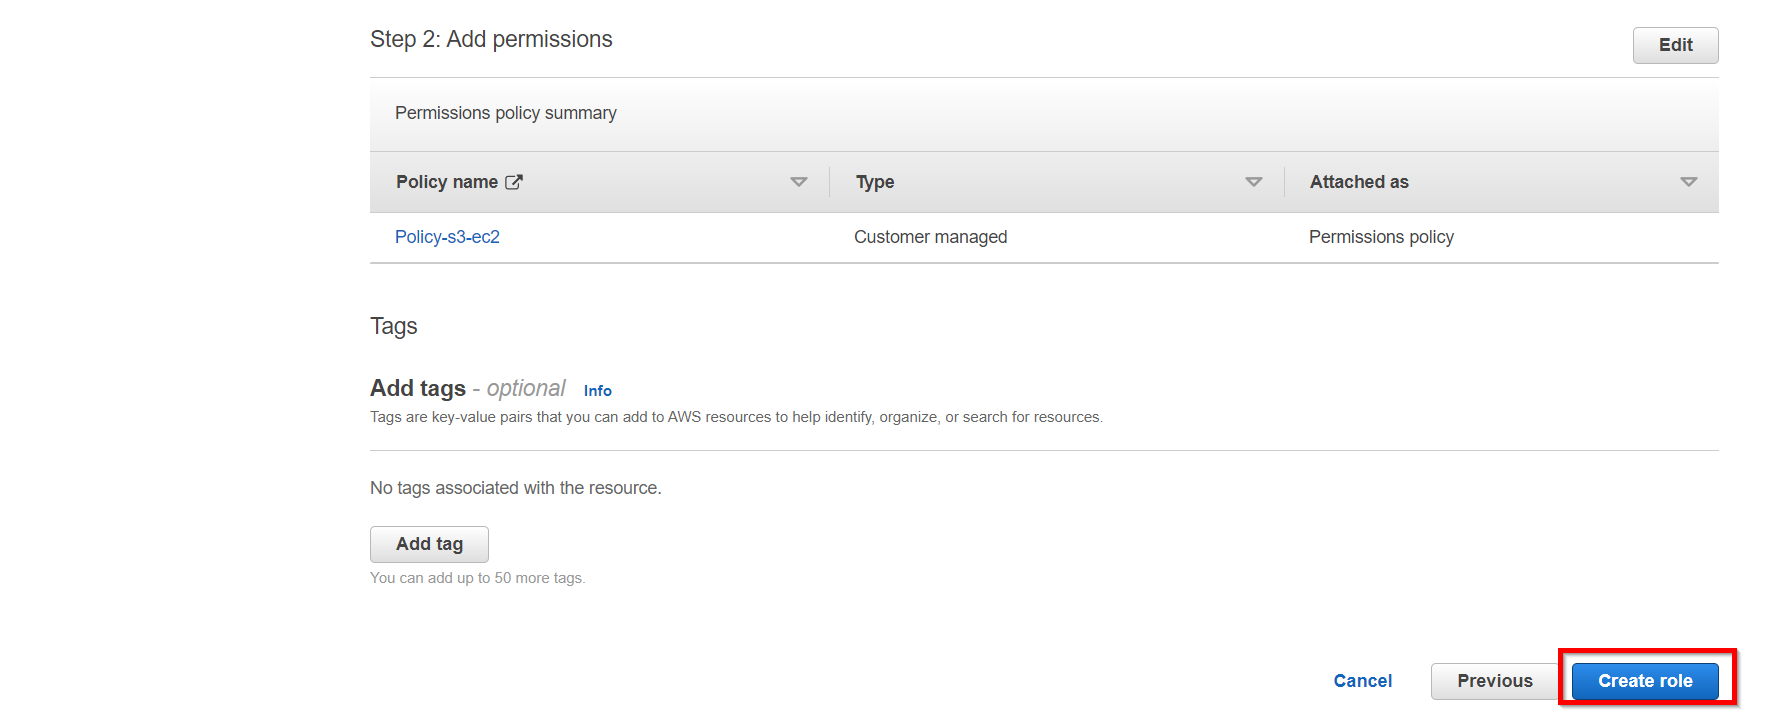 Step 2: Add permissions
Edit
Permissions policy summary
Policy name
Type
Attached as
Policy-s3-ec2
Customer managed
Permissions policy
Tags
Add tags - optional Info
Tags are key-value pairs that you can add to AWS resources to help identify, organize, or search for resources.
No tags associated with the resource.
Add tag
You can add up to 50 more tags.
Cancel
Previous
Create role